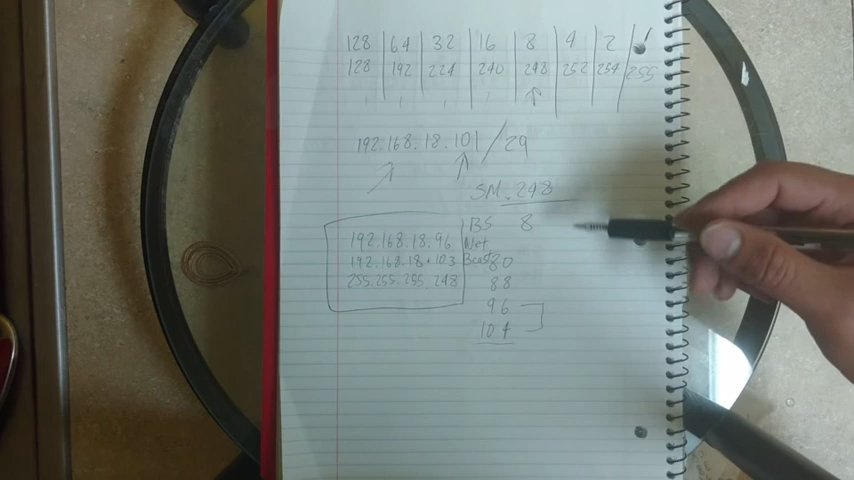 128 64 32 16 8 4 2 1
128 192 224 240 248 252 254 255
192.168.18.101/29
SM .248
BS 8
192.168.18.96 Net
192.168.18.103 Bcast 80
255.255.255.248 88
96
104